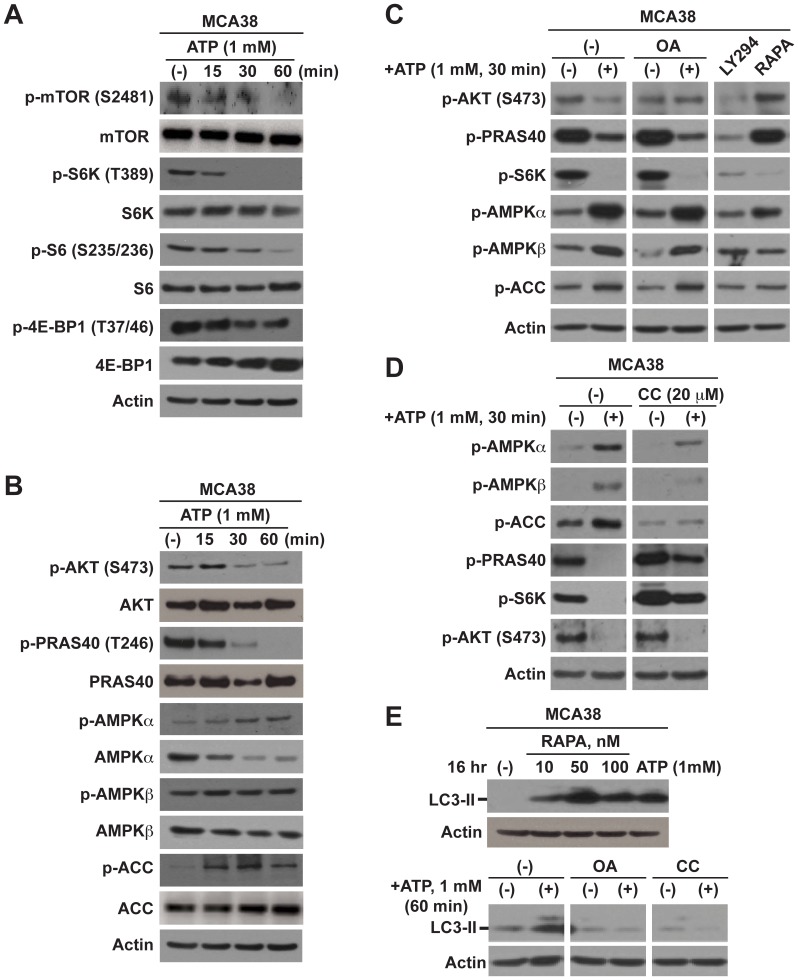 A
MCA38
ATP (1 mM)
(-) 15 30 60 (min)
p-mTOR (S2481)
mTOR
p-S6K (T389)
S6K
p-S6 (S235/236)
S6
p-4E-BP1 (T37/46)
4E-BP1
Actin
B
MCA38
ATP (1 mM)
(-) 15 30 60 (min)
p-AKT (S473)
AKT
p-PRAS40 (T246)
PRAS40
p-AMPKα
AMPKα
p-AMPKβ
AMPKβ
p-ACC
ACC
Actin
C
MCA38
(-) OA LY294 RAPA
+ATP (1 mM, 30 min) (-) (+) (-) (+)
p-AKT (S473)
p-PRAS40
p-S6K
p-AMPKα
p-AMPKβ
p-ACC
Actin
D
MCA38
(-) CC (20 μM)
+ATP (1 mM, 30 min) (-) (+) (-) (+)
p-AMPKα
p-AMPKβ
p-ACC
p-PRAS40
p-S6K
p-AKT (S473)
Actin
E
MCA38
RAPA, nM
16 hr (-) 10 50 100 ATP (1mM)
LC3-II
Actin
(-) OA CC
+ATP, 1 mM (-) (+) (-) (+) (-) (+)
(60 min)
LC3-II
Actin